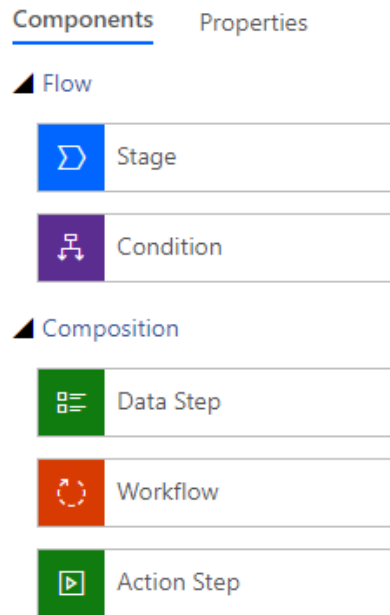 Components Properties
Flow
Stage
Condition
Composition
Data Step
Workflow
Action Step